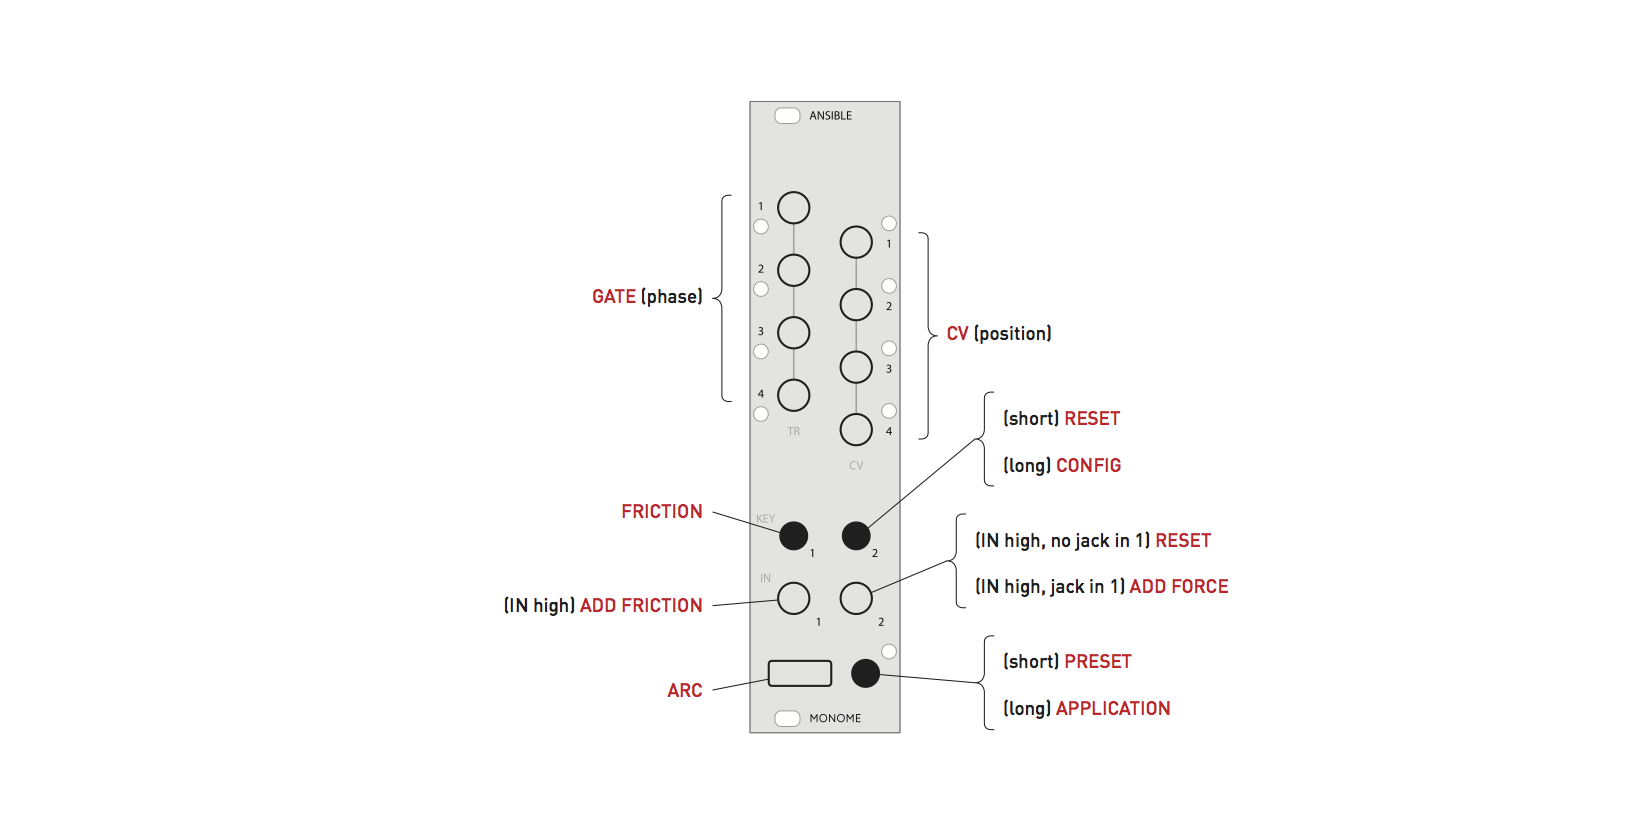 ANSIBLE
1
2
3
4
TR
1
2
3
4
CV
GATE (phase)
CV (position)
(short) RESET
(long) CONFIG
FRICTION
KEY
1
2
(IN high, no jack in 1) RESET
(IN high, jack in 1) ADD FORCE
IN
(IN high) ADD FRICTION
1
2
(short) PRESET
(long) APPLICATION
ARC
MONOME